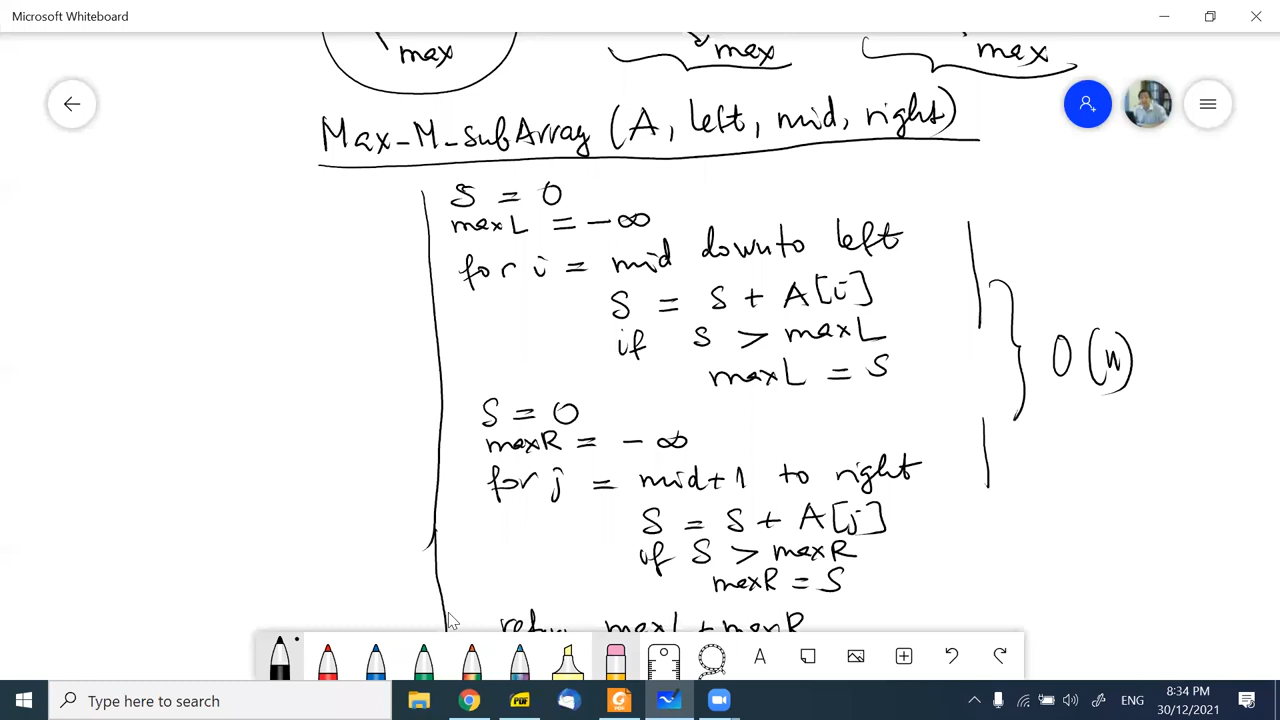 Microsoft Whiteboard
max
max
max
Max-M-subArray (A, left, mid, right)
S = 0
maxL = -∞
for i = mid downto left
S = S + A[i]
if S > maxL
maxL = S
O(n)
S = 0
maxR = -∞
for j = mid+1 to right
S = S + A[j]
if S > maxR
maxR = S
return maxL + maxR
A
PDF
Type here to search
ENG
8:34 PM
30/12/2021